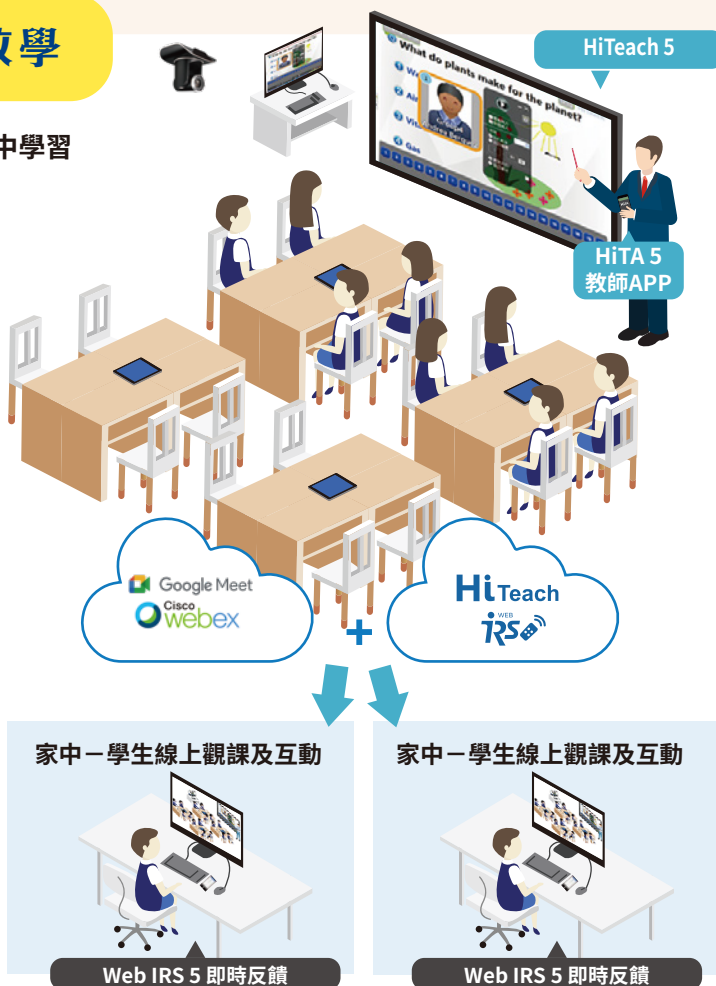 教學
HiTeach 5
中學習
What do plants make for the planet?
Air
Gas
HiTA 5
教師APP
Google Meet
Cisco
webex
+
HiTeach
WEB
IRS
家中－學生線上觀課及互動
家中－學生線上觀課及互動
Web IRS 5 即時反饋
Web IRS 5 即時反饋